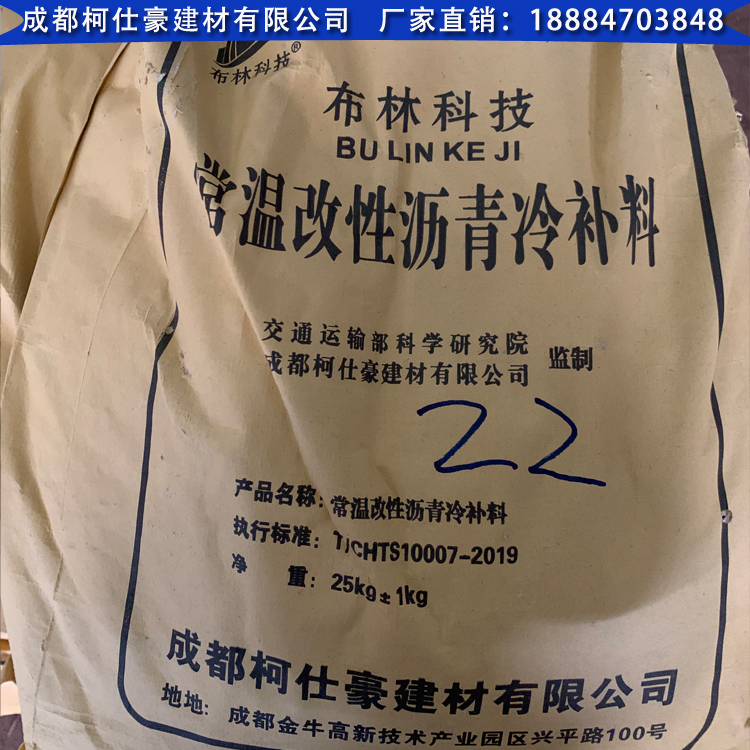 成都柯仕豪建材有限公司 厂家直销：18884703848
布林科技®
布林科技
BU LIN KE JI
常温改性沥青冷补料
交通运输部科学研究院
成都柯仕豪建材有限公司 监制
22
产品名称：常温改性沥青冷补料
执行标准：T/CHTS10007-2019
净 重：25kg±1kg
成都柯仕豪建材有限公司
地地：成都金牛高新技术产业园区兴平路100号